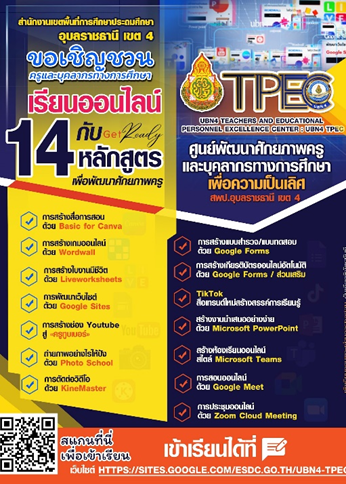 สำนักงานเขตพื้นที่การศึกษาประถมศึกษา
อุบลราชธานี เขต 4
ขอเชิญชวน
ครูและบุคลากรทางการศึกษา
เรียนออนไลน์
กับ Get Ready
14 หลักสูตร
เพื่อพัฒนาศักยภาพครู
การสร้างสื่อการสอน
ด้วย Basic for Canva
การสร้างเกมออนไลน์
ด้วย Wordwall
การสร้างใบงานมีชีวิต
ด้วย Liveworksheets
การพัฒนาเว็บไซต์
ด้วย Google Sites
การสร้างช่อง Youtube
สู่ "ครูทูบเบอร์"
ถ่ายภาพอย่างไรให้ปัง
ด้วย Photo School
การตัดต่อวิดีโอ
ด้วย KineMaster
TPEC
UBN4 TEACHERS AND EDUCATIONAL
PERSONNEL EXCELLENCE CENTER : UBN4 TPEC
ศูนย์พัฒนาศักยภาพครู
และบุคลากรทางการศึกษา
เพื่อความเป็นเลิศ
สพป.อุบลราชธานี เขต 4
การสร้างแบบสำรวจ/แบบทดสอบ
ด้วย Google Forms
การสร้างเกียรติบัตรออนไลน์อัตโนมัติ
ด้วย Google Forms / ส่วนเสริม
TikTok
สื่อเทรนด์ใหม่สร้างสรรค์การเรียนรู้
สร้างงานนำเสนออย่างง่าย
ด้วย Microsoft PowerPoint
สร้างห้องเรียนออนไลน์
สไตล์ Microsoft Teams
การสอนออนไลน์
ด้วย Google Meet
การประชุมออนไลน์
ด้วย Zoom Cloud Meeting
สแกนที่นี่
เพื่อเข้าเรียน
เข้าเรียนได้ที่
เว็บไซต์ HTTPS://SITES.GOOGLE.COM/ESDC.GO.TH/UBN4-TPEC